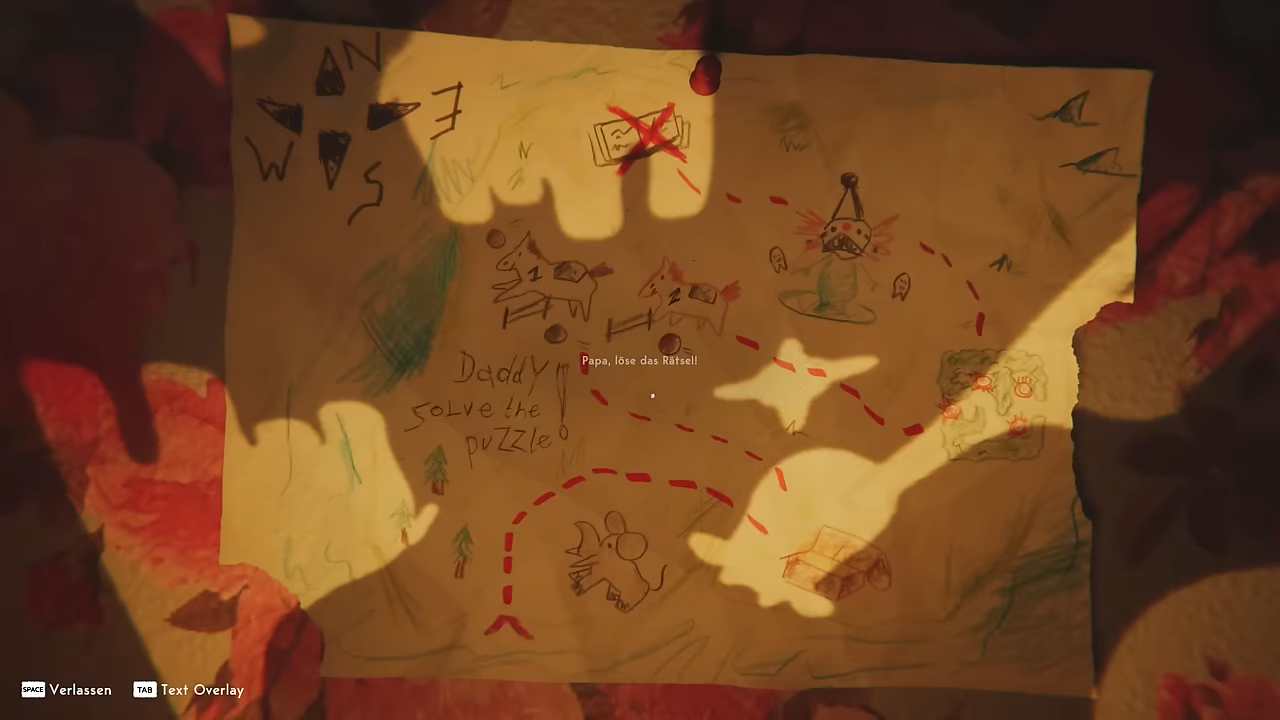 N
W E
S
1
2
Papa, löse das Rätsel!
Daddy
solve the
puzzle!
SPACE Verlassen TAB Text Overlay